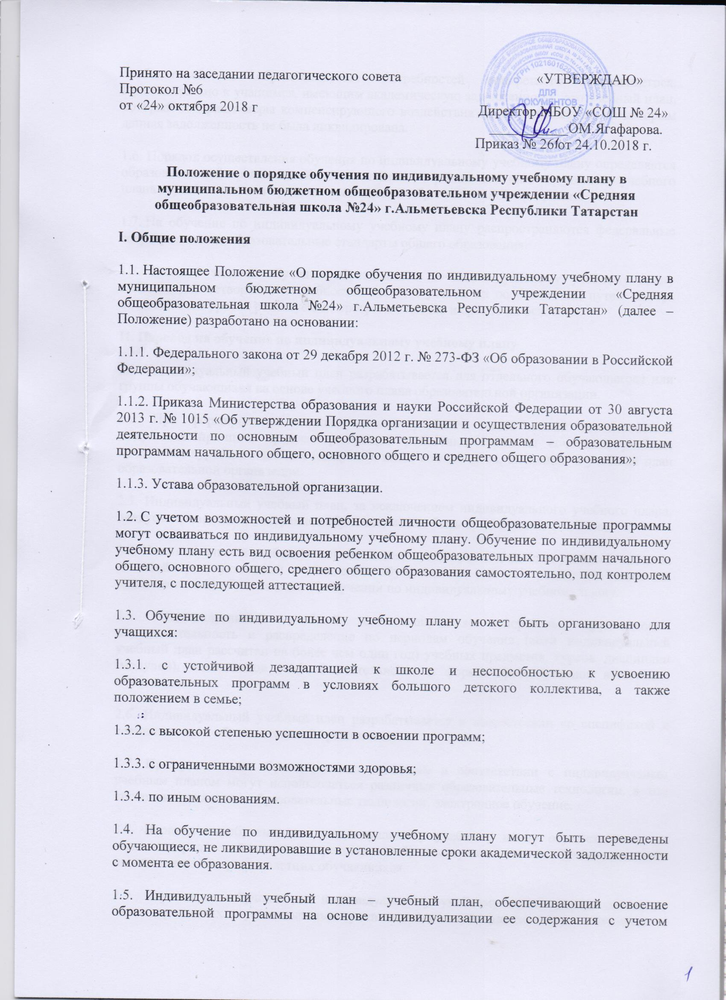 Принято на заседании педагогического совета
Протокол №6
от «24» октября 2018 г
«УТВЕРЖДАЮ»
Директор МБОУ «СОШ № 24»
ОМ.Ягафарова.
Приказ № 261от 24.10.2018 г.
ДЛЯ
ДОКУМЕНТОВ
Положение о порядке обучения по индивидуальному учебному плану в
муниципальном бюджетном общеобразовательном учреждении «Средняя
общеобразовательная школа №24» г.Альметьевска Республики Татарстан
I. Общие положения
1.1. Настоящее Положение «О порядке обучения по индивидуальному учебному плану в
муниципальном бюджетном общеобразовательном учреждении «Средняя
общеобразовательная школа №24» г.Альметьевска Республики Татарстан» (далее –
Положение) разработано на основании:
1.1.1. Федерального закона от 29 декабря 2012 г. № 273-ФЗ «Об образовании в Российской
Федерации»;
1.1.2. Приказа Министерства образования и науки Российской Федерации от 30 августа
2013 г. № 1015 «Об утверждении Порядка организации и осуществления образовательной
деятельности по основным общеобразовательным программам – образовательным
программам начального общего, основного общего и среднего общего образования»;
1.1.3. Устава образовательной организации.
1.2. С учетом возможностей и потребностей личности общеобразовательные программы
могут осваиваться по индивидуальному учебному плану. Обучение по индивидуальному
учебному плану есть вид освоения ребенком общеобразовательных программ начального
общего, основного общего, среднего общего образования самостоятельно, под контролем
учителя, с последующей аттестацией.
1.3. Обучение по индивидуальному учебному плану может быть организовано для
учащихся:
1.3.1. с устойчивой дезадаптацией к школе и неспособностью к усвоению
образовательных программ в условиях большого детского коллектива, а также
положением в семье;
1.3.2. с высокой степенью успешности в освоении программ;
1.3.3. с ограниченными возможностями здоровья;
1.3.4. по иным основаниям.
1.4. На обучение по индивидуальному учебному плану могут быть переведены
обучающиеся, не ликвидировавшие в установленные сроки академической задолженности
с момента ее образования.
1.5. Индивидуальный учебный план – учебный план, обеспечивающий освоение
образовательной программы на основе индивидуализации ее содержания с учетом
1